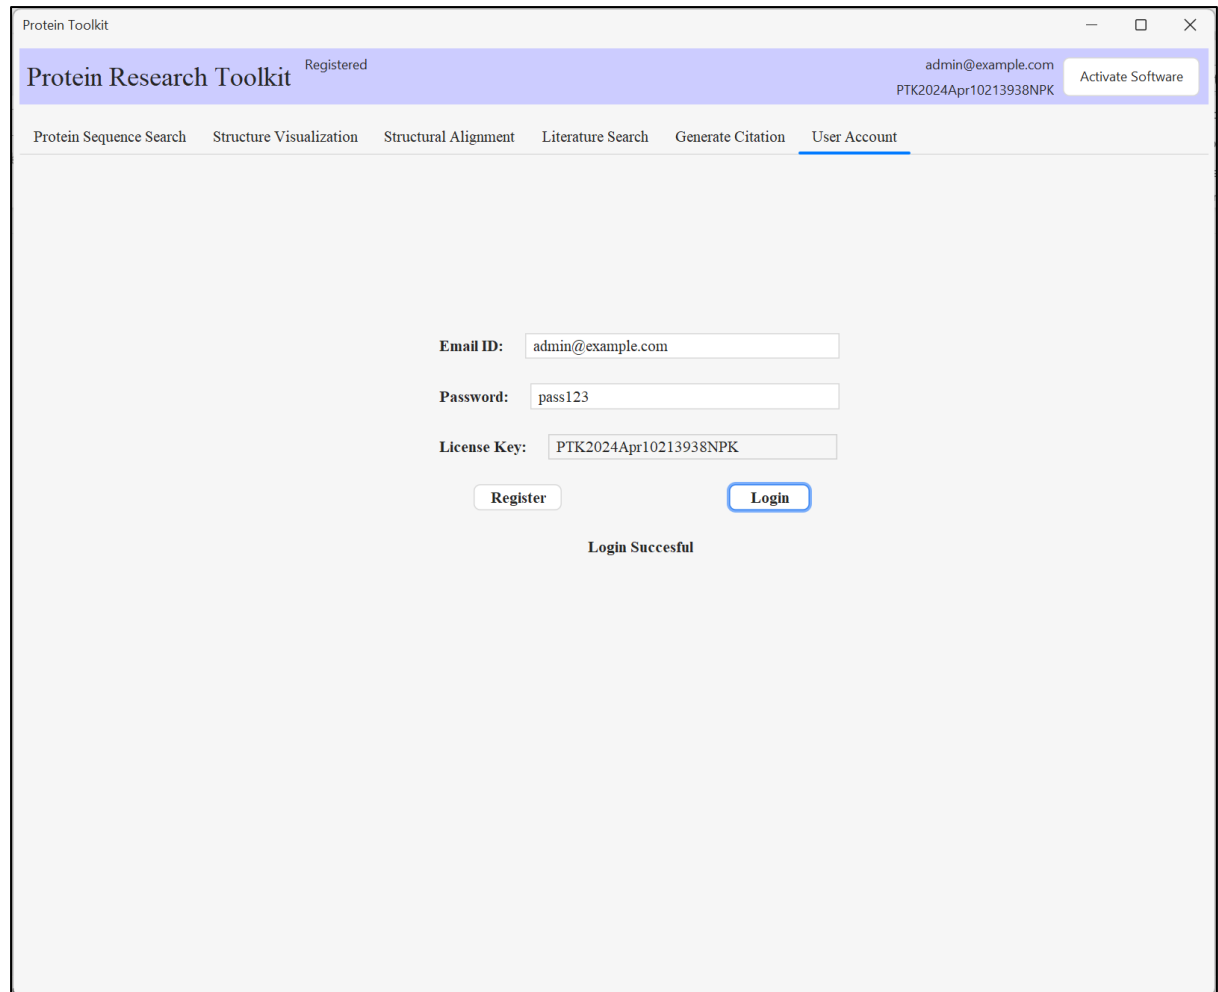 Protein Toolkit
Protein Research Toolkit Registered
admin@example.com
PTK2024Apr10213938NPK
Activate Software
Protein Sequence Search Structure Visualization Structural Alignment Literature Search Generate Citation User Account
Email ID: admin@example.com
Password: pass123
License Key: PTK2024Apr10213938NPK
Register Login
Login Succesful